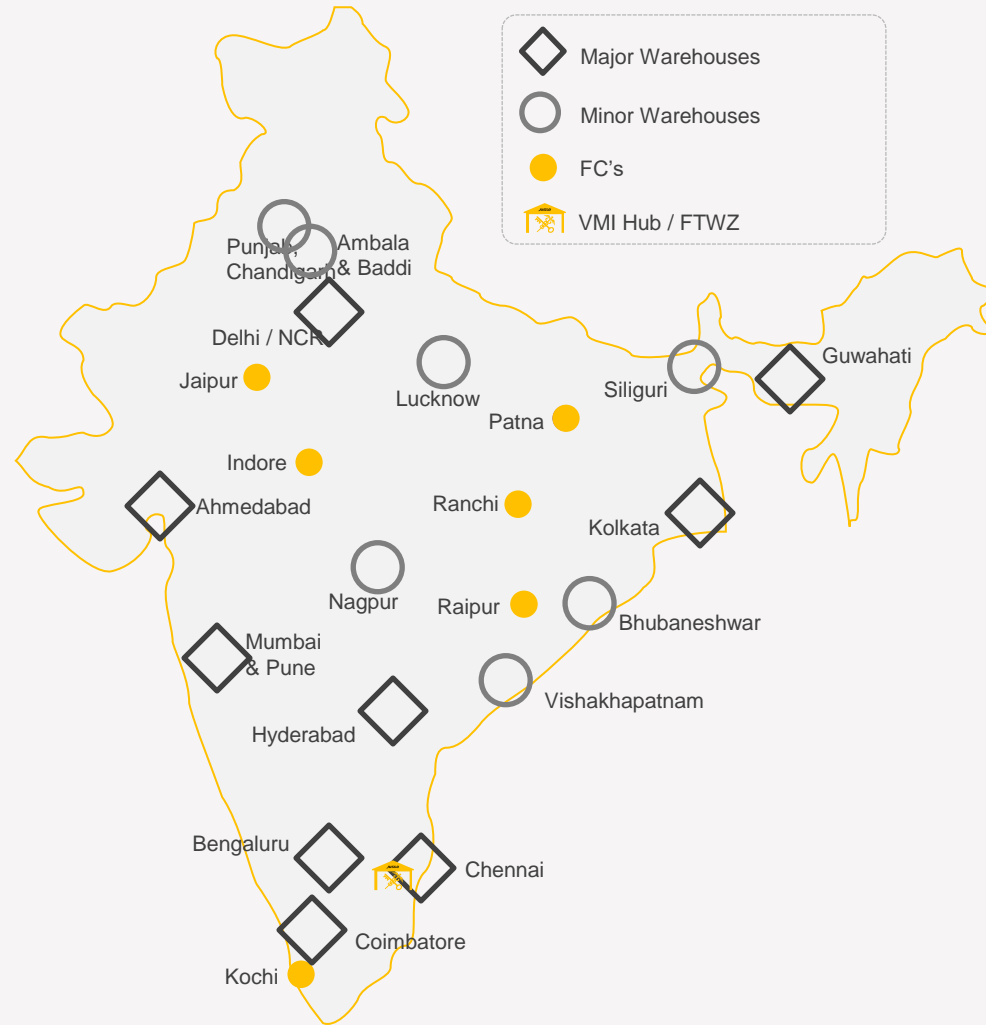 Major Warehouses
Minor Warehouses
FC's
VMI Hub / FTWZ
Punjab,
Chandigarh
Ambala
& Baddi
Delhi / NCR
Jaipur
Lucknow
Siliguri
Guwahati
Patna
Indore
Ranchi
Ahmedabad
Kolkata
Nagpur
Raipur
Bhubaneshwar
Mumbai
& Pune
Vishakhapatnam
Hyderabad
Bengaluru
Chennai
Coimbatore
Kochi